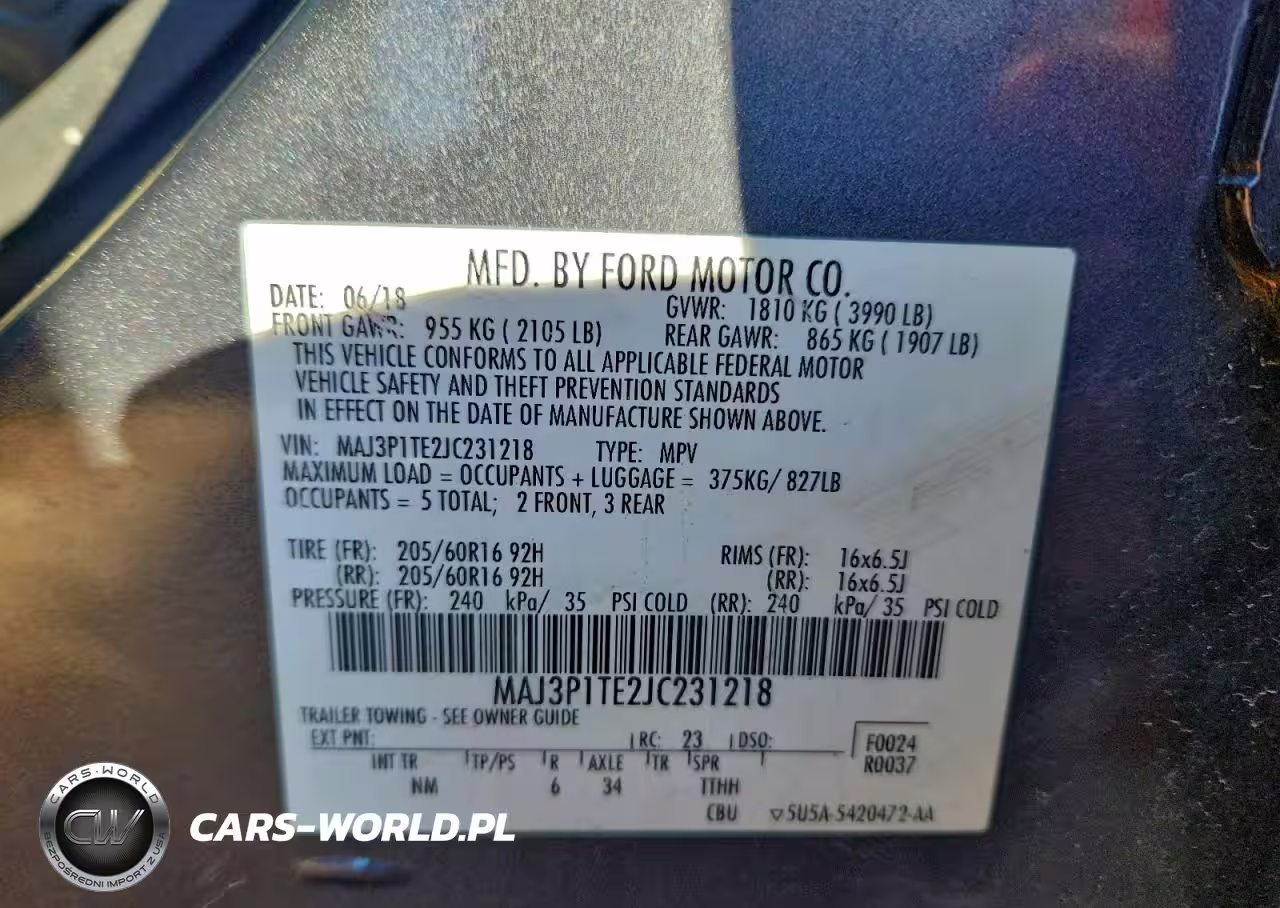 MFD. BY FORD MOTOR CO.
DATE: 06/18 GVWR: 1810 KG ( 3990 LB)
FRONT GAWR: 955 KG ( 2105 LB) REAR GAWR: 865 KG ( 1907 LB)
THIS VEHICLE CONFORMS TO ALL APPLICABLE FEDERAL MOTOR
VEHICLE SAFETY AND THEFT PREVENTION STANDARDS
IN EFFECT ON THE DATE OF MANUFACTURE SHOWN ABOVE.
VIN: MAJ3P1TE2JC231218 TYPE: MPV
MAXIMUM LOAD = OCCUPANTS + LUGGAGE = 375KG/ 827LB
OCCUPANTS = 5 TOTAL; 2 FRONT, 3 REAR
TIRE (FR): 205/60R16 92H RIMS (FR): 16x6.5J
(RR): 205/60R16 92H (RR): 16x6.5J
PRESSURE (FR): 240 kPa/ 35 PSI COLD (RR): 240 kPa/ 35 PSI COLD
MAJ3P1TE2JC231218
TRAILER TOWING - SEE OWNER GUIDE
EXT PNT: RC: 23 DSO: F0024
INT TR TP/PS R AXLE TR SPR R0037
NM 6 34 TTHH
CBU 5U5A-5420472-AA
CARS-WORLD
CW
BEZPOŚREDNI IMPORT Z USA
CARS-WORLD.PL